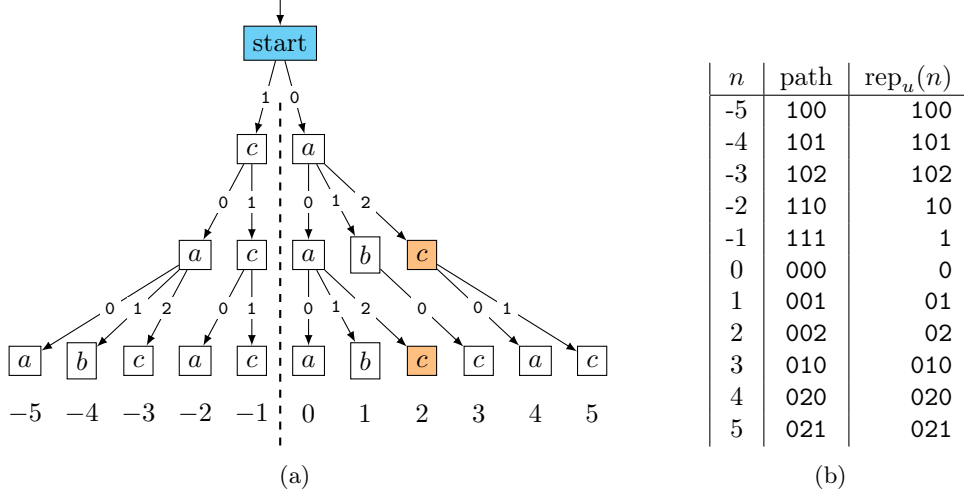 start
1 0
c a
0 1 0 1 2
a c a b c
0 1 2 0 1 0 1 2 0 0 1
a b c a c a b c c a c
−5 −4 −3 −2 −1 0 1 2 3 4 5
(a)
n path rep_u(n)
-5 100 100
-4 101 101
-3 102 102
-2 110 10
-1 111 1
0 000 0
1 001 01
2 002 02
3 010 010
4 020 020
5 021 021
(b)